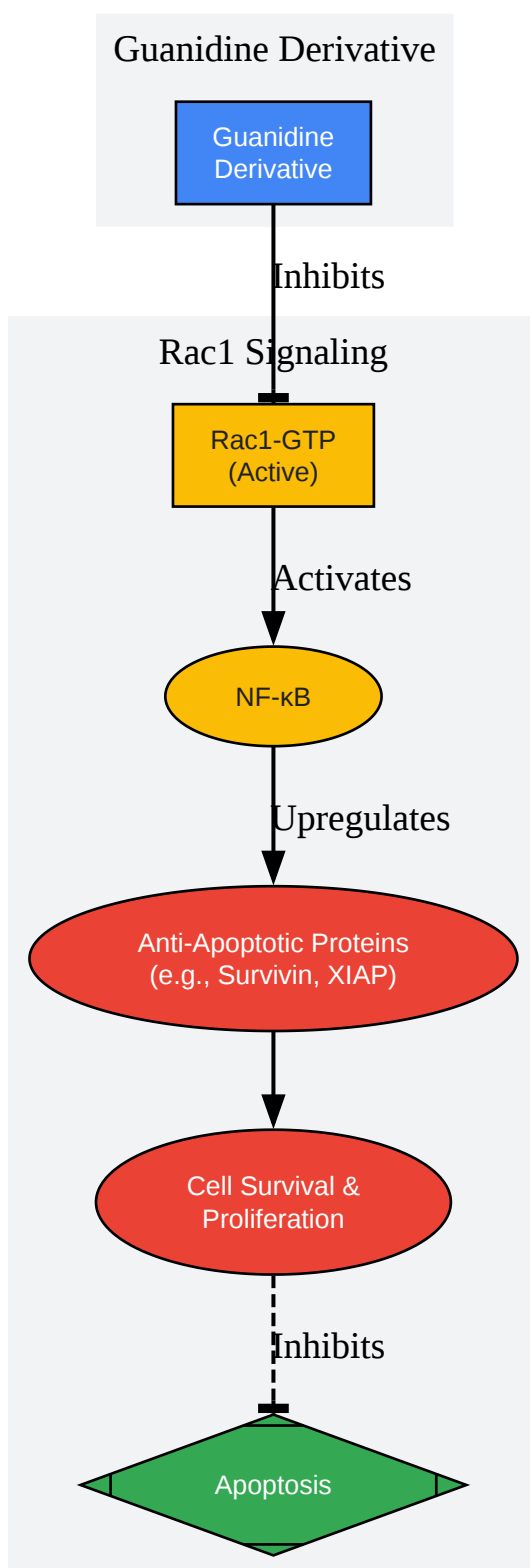 Guanidine Derivative
Guanidine
Derivative
Inhibits
Rac1 Signaling
Rac1-GTP
(Active)
Activates
NF-κB
Upregulates
Anti-Apoptotic Proteins
(e.g., Survivin, XIAP)
Cell Survival &
Proliferation
Inhibits
Apoptosis